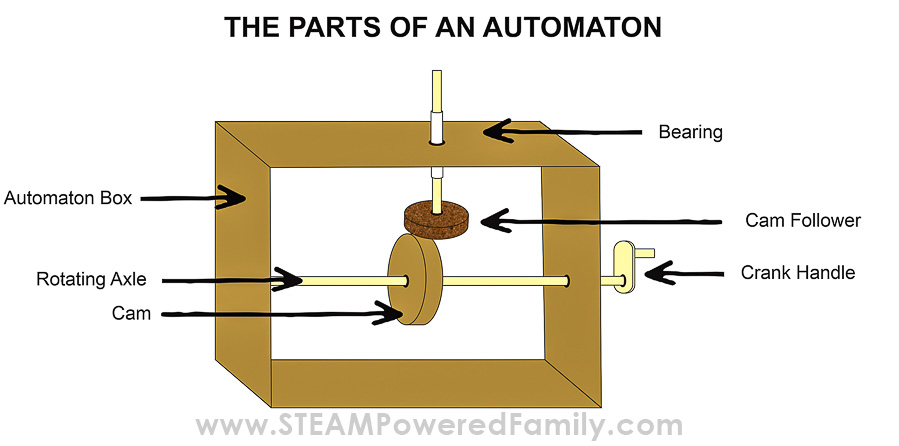 THE PARTS OF AN AUTOMATON
Bearing
Automaton Box
Cam Follower
Rotating Axle
Crank Handle
Cam
www.STEAMPoweredFamily.com